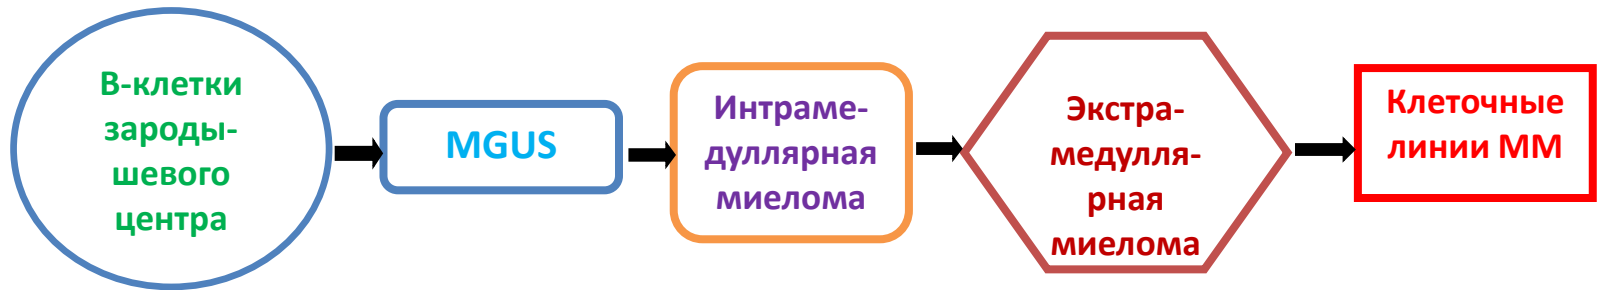 В-клетки
зароды-
шевого
центра
MGUS
Интраме-
дуллярная
миелома
Экстра-
медулля-
рная
миелома
Клеточные
линии ММ